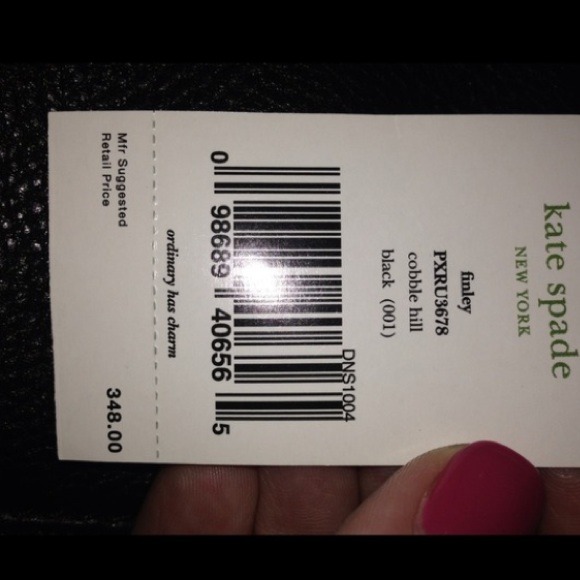 kate spade
NEW YORK
finley
PXRU3678
cobble hill
black (001)
DNS1004
0 98689 40656 5
ordinary has charm
Mfr Suggested
Retail Price
348.00